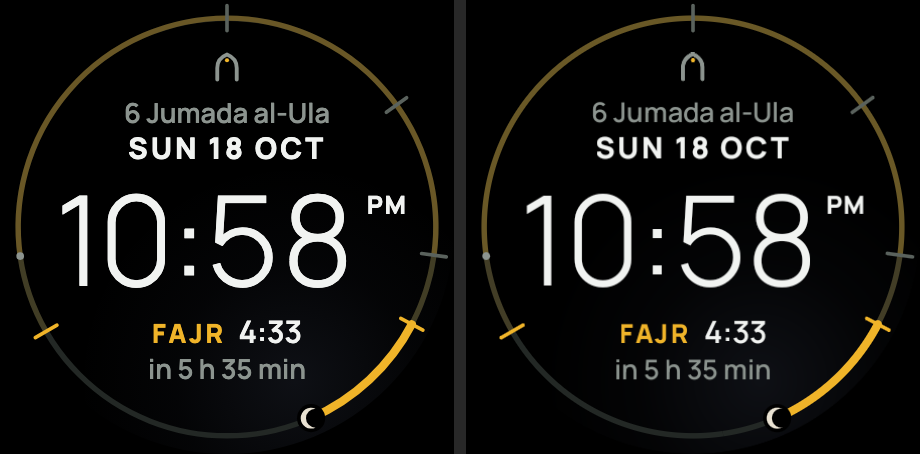 6 Jumada al-Ula
SUN 18 OCT
10:58 PM
FAJR 4:33
in 5 h 35 min
6 Jumada al-Ula
SUN 18 OCT
10:58 PM
FAJR 4:33
in 5 h 35 min